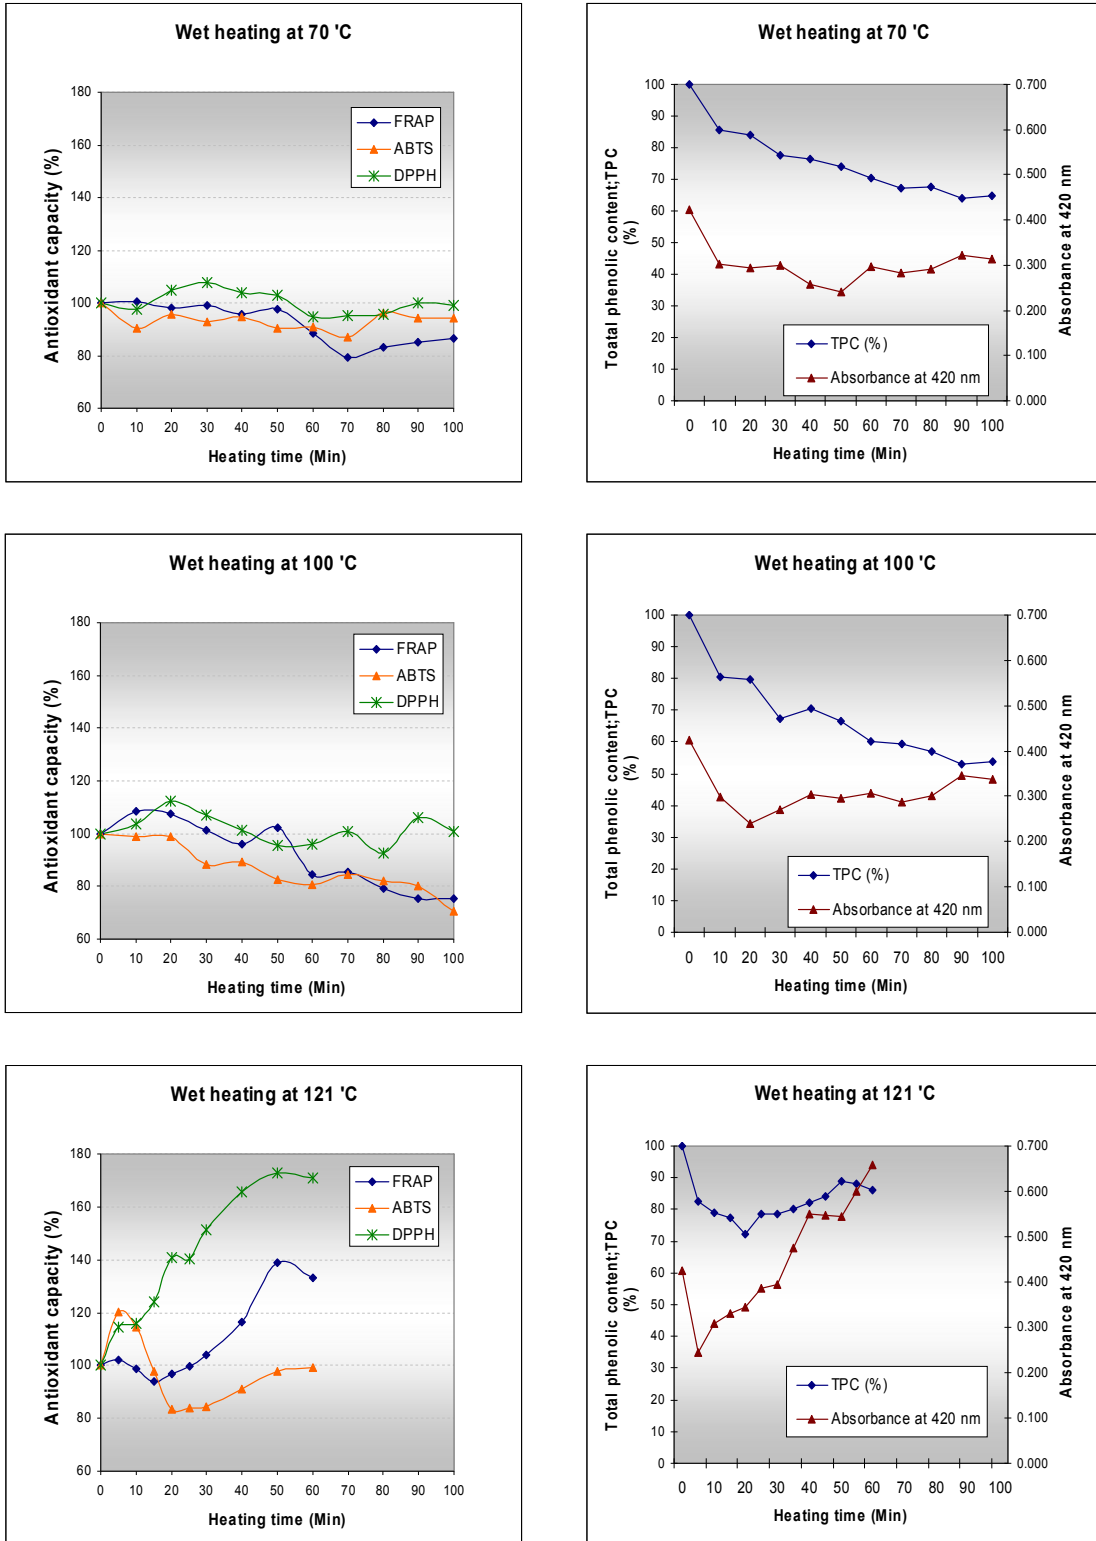 Wet heating at 70 'C
180
160
140
120
100
80
60
Antioxidant capacity (%)
FRAP
ABTS
DPPH
0 10 20 30 40 50 60 70 80 90 100
Heating time (Min)
Wet heating at 70 'C
100
90
80
70
60
50
40
30
20
10
0
Toatal phenolic content;TPC
(%)
0.700
0.600
0.500
0.400
0.300
0.200
0.100
0.000
Absorbance at 420 nm
TPC (%)
Absorbance at 420 nm
0 10 20 30 40 50 60 70 80 90 100
Heating time (Min)
Wet heating at 100 'C
180
160
140
120
100
80
60
Antioxidant capacity (%)
FRAP
ABTS
DPPH
0 10 20 30 40 50 60 70 80 90 100
Heating time (Min)
Wet heating at 100 'C
100
90
80
70
60
50
40
30
20
10
0
Total phenolic content;TPC
(%)
0.700
0.600
0.500
0.400
0.300
0.200
0.100
0.000
Absorbance at 420 nm
TPC (%)
Absorbance at 420 nm
0 10 20 30 40 50 60 70 80 90 100
Heating time (Min)
Wet heating at 121 'C
180
160
140
120
100
80
60
Antioxidant capacity (%)
FRAP
ABTS
DPPH
0 10 20 30 40 50 60 70 80 90 100
Heating time (Min)
Wet heating at 121 'C
100
90
80
70
60
50
40
30
20
10
0
Total phenolic content;TPC
(%)
0.700
0.600
0.500
0.400
0.300
0.200
0.100
0.000
Absorbance at 420 nm
TPC (%)
Absorbance at 420 nm
0 10 20 30 40 50 60 70 80 90 100
Heating time (Min)